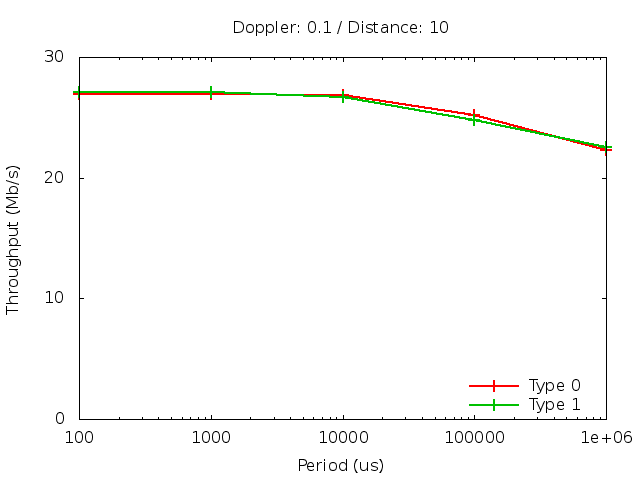 Doppler: 0.1 / Distance: 10
30
20
10
0
Throughput (Mb/s)
Type 0
Type 1
100 1000 10000 100000 1e+06
Period (us)